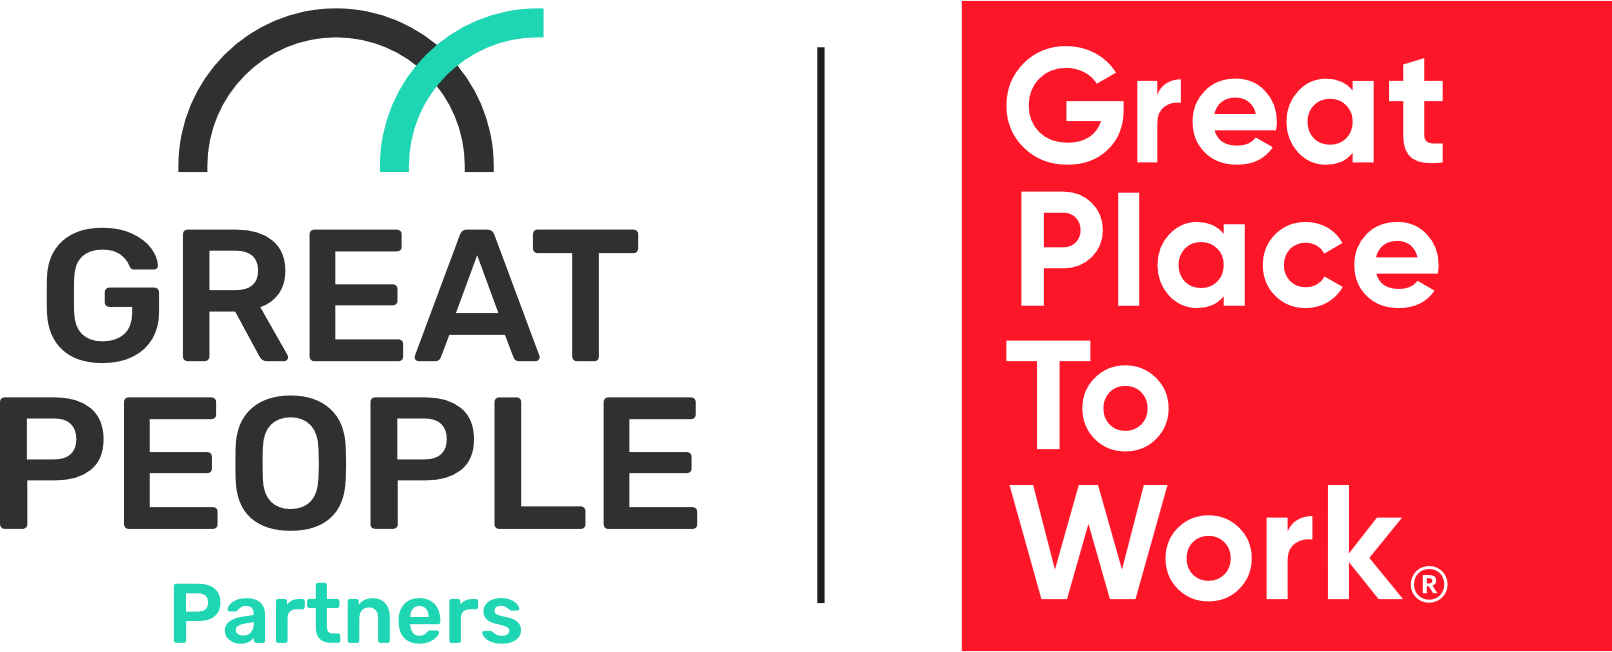 GREAT
PEOPLE
Partners
Great
Place
To
Work®